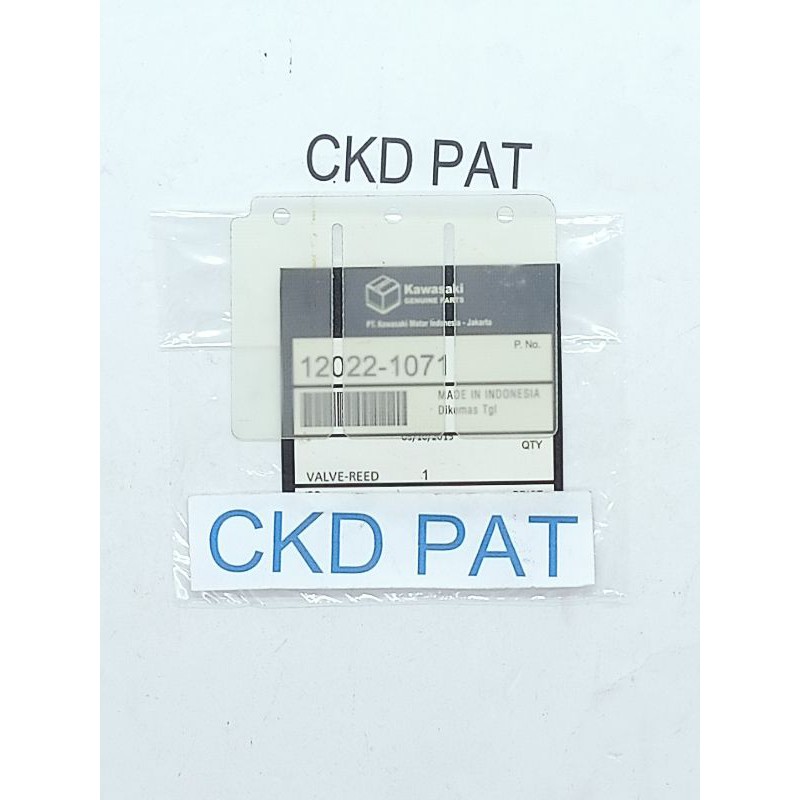 CKD PAT
Kawasaki
GENUINE PARTS
PT. Kawasaki Motor Indonesia - Jakarta
P. No.
12022-1071
MADE IN INDONESIA
Dikemas Tgl
QTY
VALVE-REED 1
CKD PAT